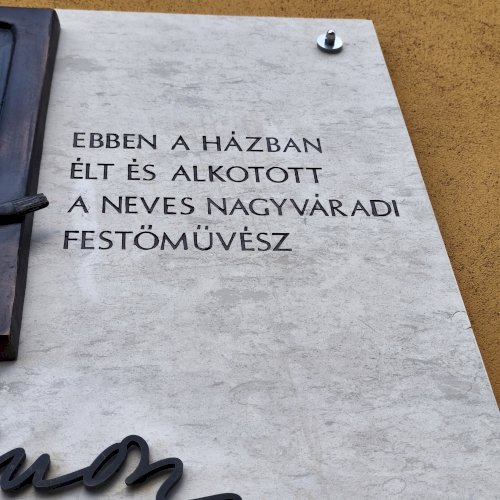 EBBEN A HÁZBAN
ÉLT ÉS ALKOTOTT
A NEVES NAGYVÁRADI
FESTŐMŰVÉSZ